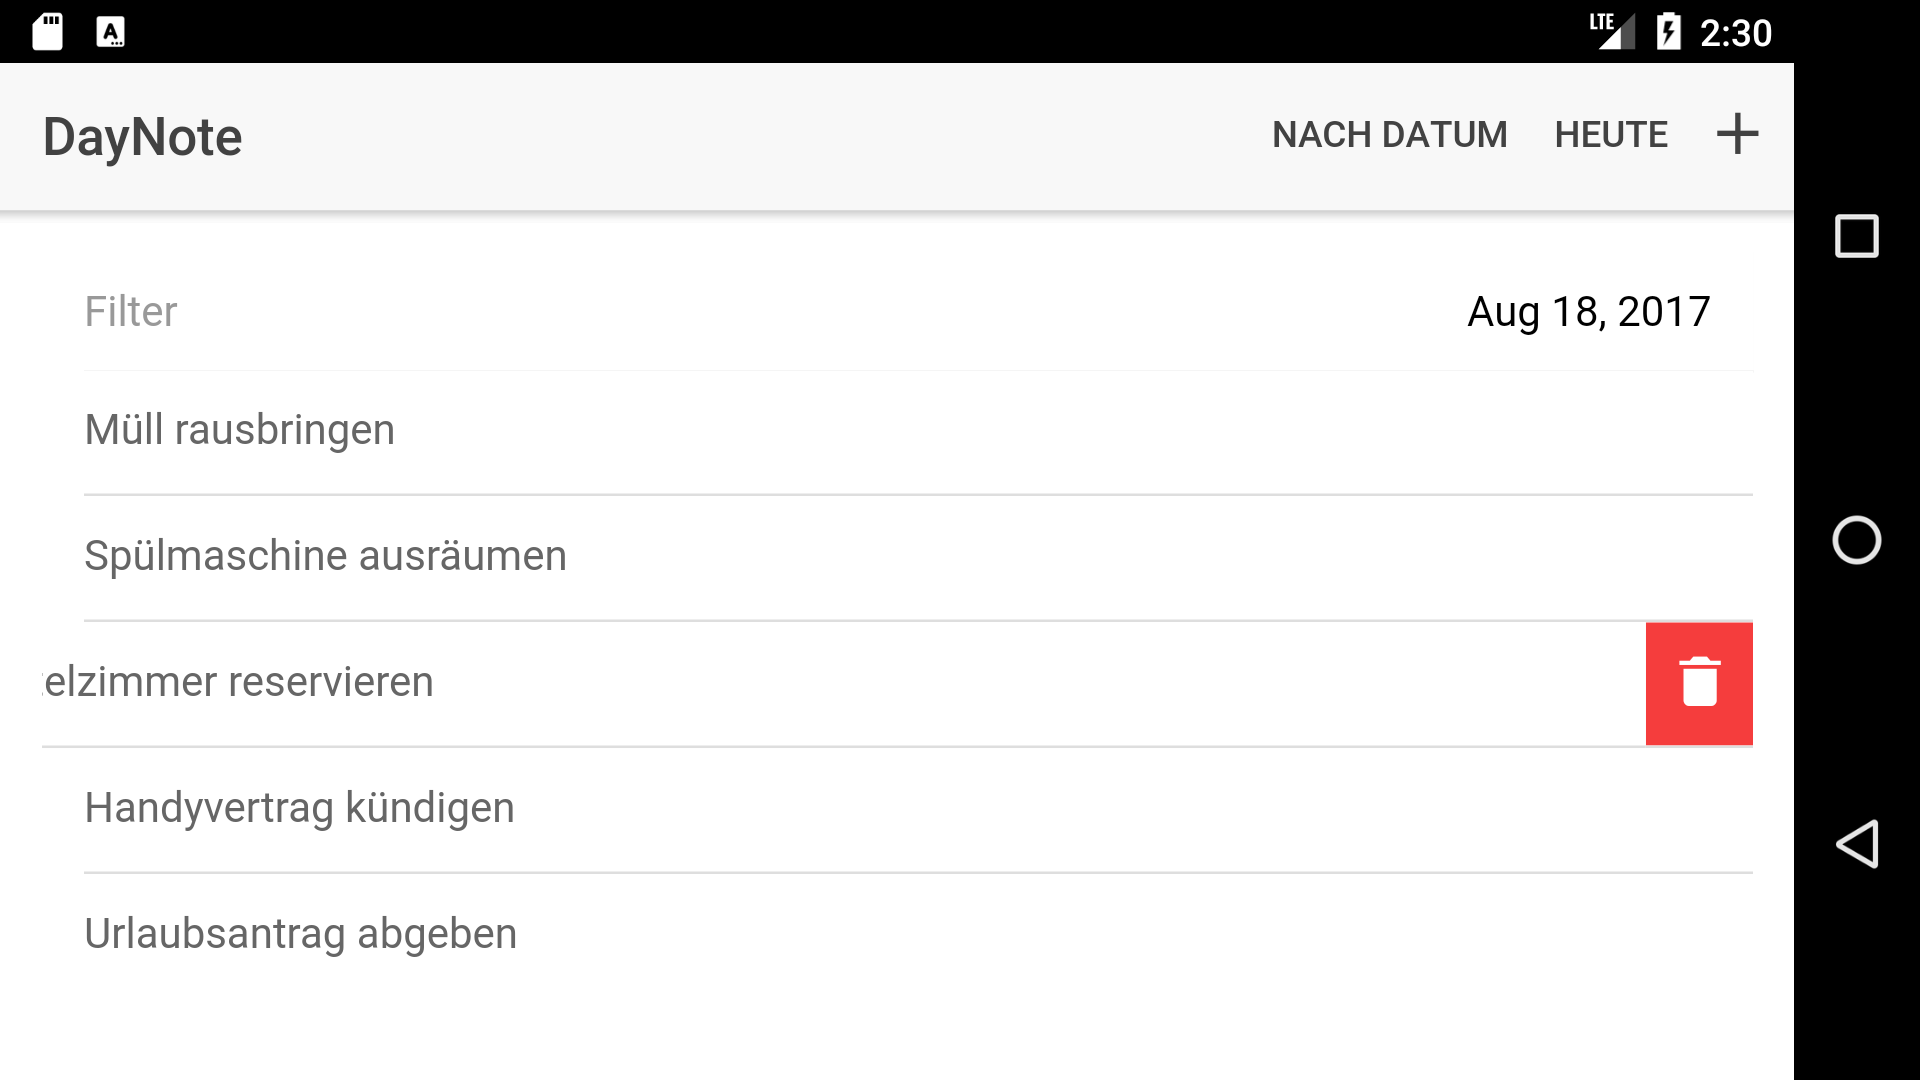 LTE 2:30
DayNote NACH DATUM HEUTE
Filter Aug 18, 2017
Müll rausbringen
Spülmaschine ausräumen
elzimmer reservieren
Handyvertrag kündigen
Urlaubsantrag abgeben